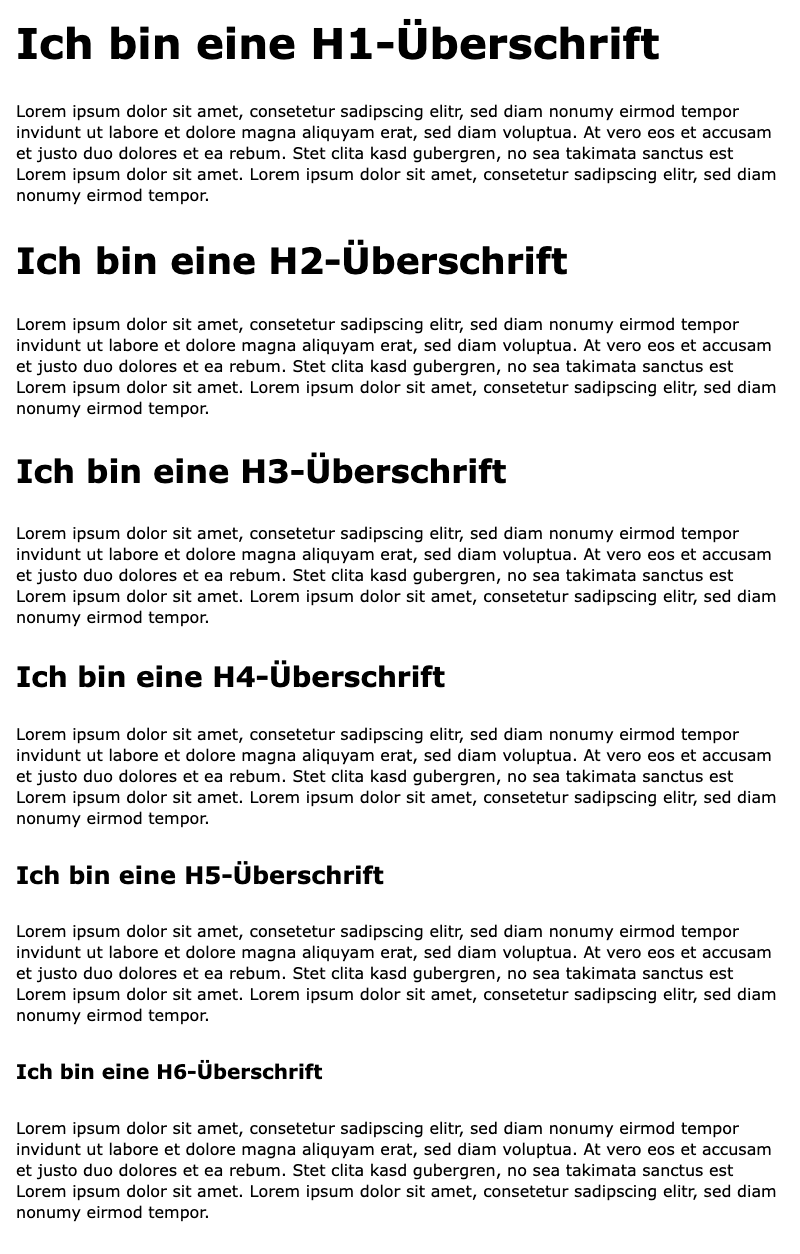 Ich bin eine H1-Überschrift
Lorem ipsum dolor sit amet, consetetur sadipscing elitr, sed diam nonumy eirmod tempor
invidunt ut labore et dolore magna aliquyam erat, sed diam voluptua. At vero eos et accusam
et justo duo dolores et ea rebum. Stet clita kasd gubergren, no sea takimata sanctus est
Lorem ipsum dolor sit amet. Lorem ipsum dolor sit amet, consetetur sadipscing elitr, sed diam
nonumy eirmod tempor.
Ich bin eine H2-Überschrift
Lorem ipsum dolor sit amet, consetetur sadipscing elitr, sed diam nonumy eirmod tempor
invidunt ut labore et dolore magna aliquyam erat, sed diam voluptua. At vero eos et accusam
et justo duo dolores et ea rebum. Stet clita kasd gubergren, no sea takimata sanctus est
Lorem ipsum dolor sit amet. Lorem ipsum dolor sit amet, consetetur sadipscing elitr, sed diam
nonumy eirmod tempor.
Ich bin eine H3-Überschrift
Lorem ipsum dolor sit amet, consetetur sadipscing elitr, sed diam nonumy eirmod tempor
invidunt ut labore et dolore magna aliquyam erat, sed diam voluptua. At vero eos et accusam
et justo duo dolores et ea rebum. Stet clita kasd gubergren, no sea takimata sanctus est
Lorem ipsum dolor sit amet. Lorem ipsum dolor sit amet, consetetur sadipscing elitr, sed diam
nonumy eirmod tempor.
Ich bin eine H4-Überschrift
Lorem ipsum dolor sit amet, consetetur sadipscing elitr, sed diam nonumy eirmod tempor
invidunt ut labore et dolore magna aliquyam erat, sed diam voluptua. At vero eos et accusam
et justo duo dolores et ea rebum. Stet clita kasd gubergren, no sea takimata sanctus est
Lorem ipsum dolor sit amet. Lorem ipsum dolor sit amet, consetetur sadipscing elitr, sed diam
nonumy eirmod tempor.
Ich bin eine H5-Überschrift
Lorem ipsum dolor sit amet, consetetur sadipscing elitr, sed diam nonumy eirmod tempor
invidunt ut labore et dolore magna aliquyam erat, sed diam voluptua. At vero eos et accusam
et justo duo dolores et ea rebum. Stet clita kasd gubergren, no sea takimata sanctus est
Lorem ipsum dolor sit amet. Lorem ipsum dolor sit amet, consetetur sadipscing elitr, sed diam
nonumy eirmod tempor.
Ich bin eine H6-Überschrift
Lorem ipsum dolor sit amet, consetetur sadipscing elitr, sed diam nonumy eirmod tempor
invidunt ut labore et dolore magna aliquyam erat, sed diam voluptua. At vero eos et accusam
et justo duo dolores et ea rebum. Stet clita kasd gubergren, no sea takimata sanctus est
Lorem ipsum dolor sit amet. Lorem ipsum dolor sit amet, consetetur sadipscing elitr, sed diam
nonumy eirmod tempor.